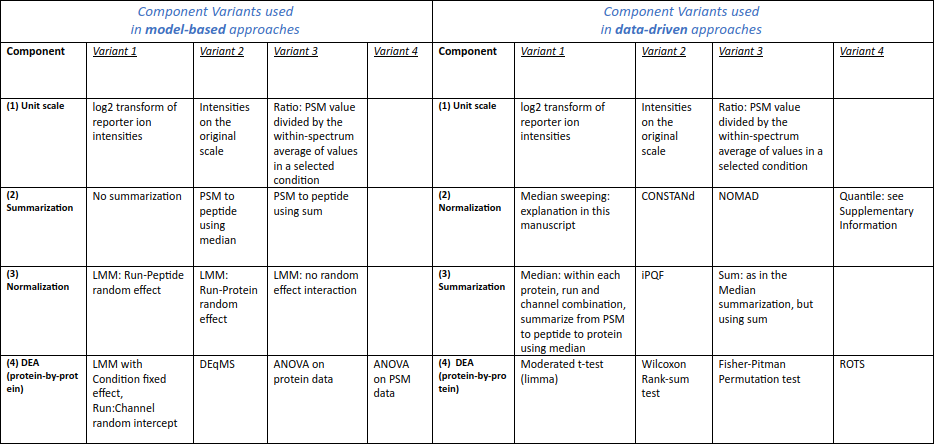 Component Variants used
in model-based approaches
Component Variants used
in data-driven approaches
Component
Variant 1
Variant 2
Variant 3
Variant 4
Component
Variant 1
Variant 2
Variant 3
Variant 4
(1) Unit scale
log2 transform of
reporter ion
intensities
Intensities
on the
original
scale
Ratio: PSM value
divided by the
within-spectrum
average of values
in a selected
condition
(1) Unit scale
log2 transform of
reporter ion
intensities
Intensities
on the
original
scale
Ratio: PSM value
divided by the
within-spectrum
average of values in a
selected condition
(2)
Summarization
No summarization
PSM to
peptide
using
median
PSM to peptide
using sum
(2)
Normalization
Median sweeping:
explanation in this
manuscript
CONSTANd
NOMAD
Quantile: see
Supplementary
Information
(3)
Normalization
LMM: Run-Peptide
random effect
LMM:
Run-Protein
random
effect
LMM: no random
effect interaction
(3)
Summarization
Median: within each
protein, run and
channel combination,
summarize from PSM
to peptide to protein
using median
iPQF
Sum: as in the
Median
summarization, but
using sum
(4) DEA
(protein-by-prot
ein)
LMM with
Condition fixed
effect,
Run:Channel
random intercept
DEqMS
ANOVA on
protein data
ANOVA
on PSM
data
(4) DEA
(protein-by-pro
tein)
Moderated t-test
(limma)
Wilcoxon
Rank-sum
test
Fisher-Pitman
Permutation test
ROTS